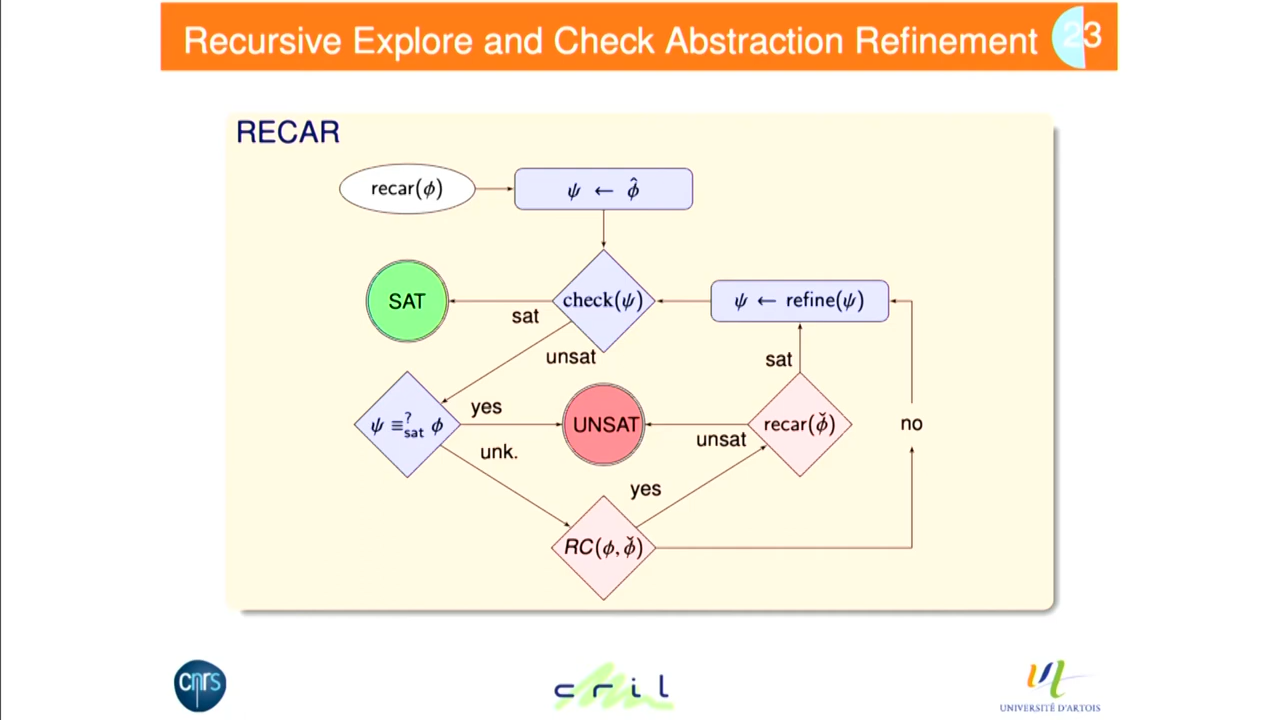 Recursive Explore and Check Abstraction Refinement 23
RECAR
recar(ϕ)
ψ ← ϕ̂
SAT
check(ψ)
ψ ← refine(ψ)
sat
unsat
sat
ψ ≡?sat ϕ
yes
UNSAT
unsat
recar(ϕ̌)
no
unk.
yes
RC(ϕ, ϕ̌)
cnrs
cril
UNIVERSITÉ D'ARTOIS